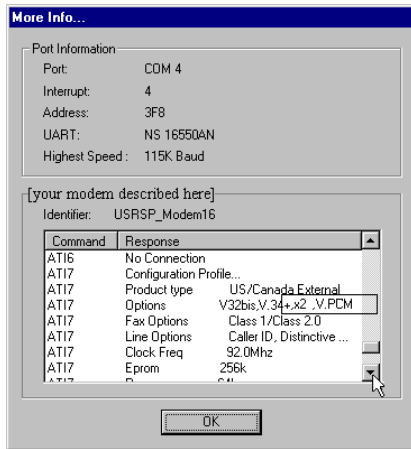 More Info...
Port Information
Port: COM 4
Interrupt: 4
Address: 3F8
UART: NS 16550AN
Highest Speed : 115K Baud
[your modem described here]
Identifier: USRSP_Modem16
Command Response
ATI6 No Connection
ATI7 Configuration Profile...
ATI7 Product type US/Canada External
ATI7 Options V32bis,V.34+,x2 ,V.PCM
ATI7 Fax Options Class 1/Class 2.0
ATI7 Line Options Caller ID, Distinctive ...
ATI7 Clock Freq 92.0Mhz
ATI7 Eprom 256k
ATI7
OK